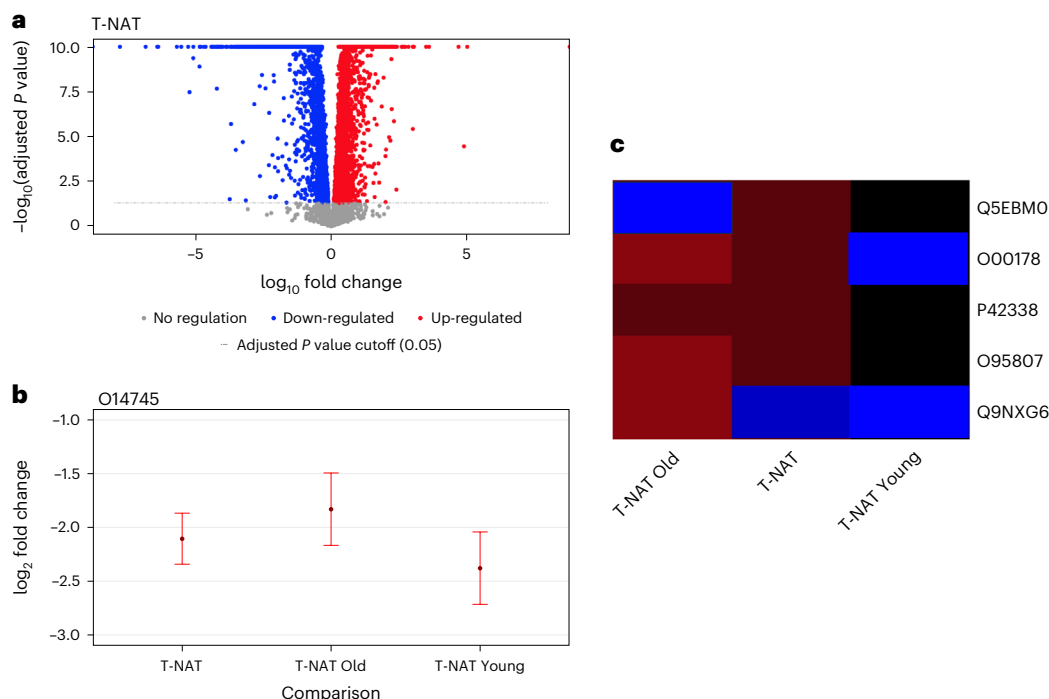 a
T-NAT
−log10(adjusted P value)
10.0
7.5
5.0
2.5
0
−5
0
5
log10 fold change
No regulation
Down-regulated
Up-regulated
Adjusted P value cutoff (0.05)
b
O14745
log2 fold change
−1.0
−1.5
−2.0
−2.5
−3.0
T-NAT
T-NAT Old
T-NAT Young
Comparison
c
Q5EBM0
O00178
P42338
O95807
Q9NXG6
T-NAT Old
T-NAT
T-NAT Young